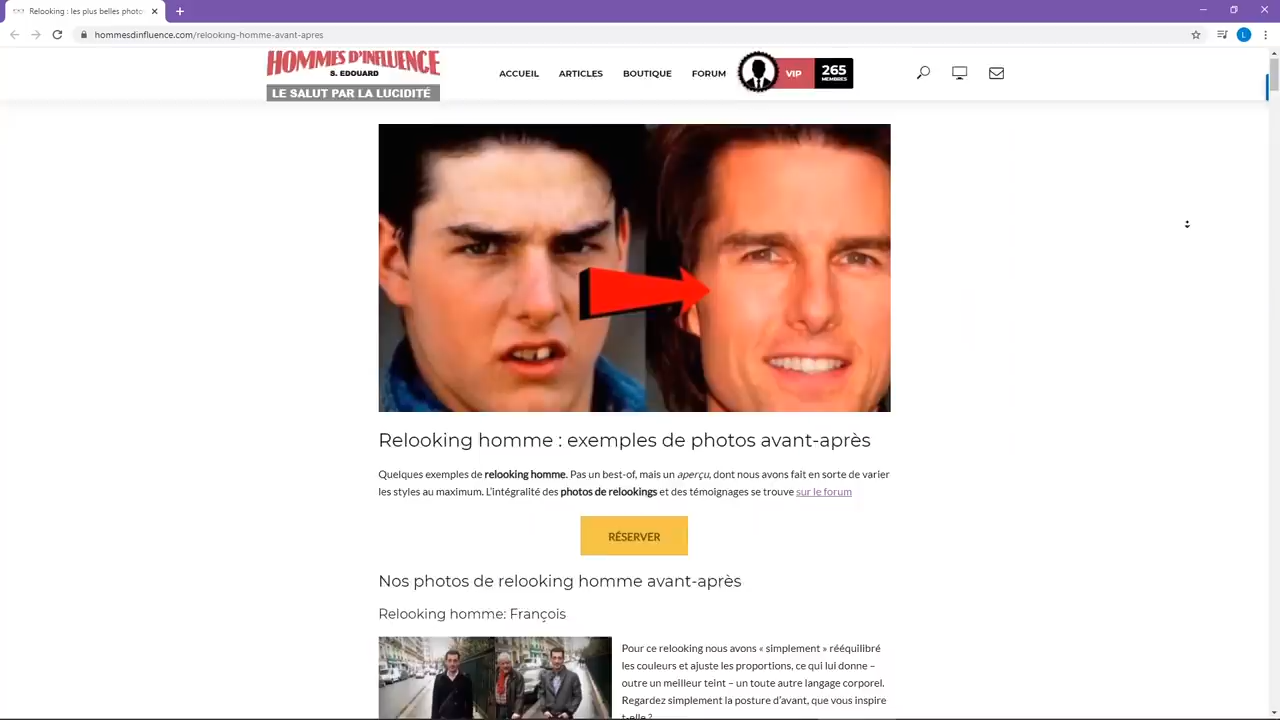 Relooking : les plus belles photo
hommesdinfluence.com/relooking-homme-avant-apres
L
HOMMES D'INFLUENCE
S. EDOUARD
LE SALUT PAR LA LUCIDITÉ
ACCUEIL
ARTICLES
BOUTIQUE
FORUM
VIP
265
MEMBRES
Relooking homme : exemples de photos avant-après
Quelques exemples de relooking homme. Pas un best-of, mais un aperçu, dont nous avons fait en sorte de varier
les styles au maximum. L'intégralité des photos de relookings et des témoignages se trouve sur le forum
RÉSERVER
Nos photos de relooking homme avant-après
Relooking homme: François
Pour ce relooking nous avons « simplement » rééquilibré
les couleurs et ajuste les proportions, ce qui lui donne –
outre un meilleur teint – un toute autre langage corporel.
Regardez simplement la posture d'avant, que vous inspire
t-elle ?